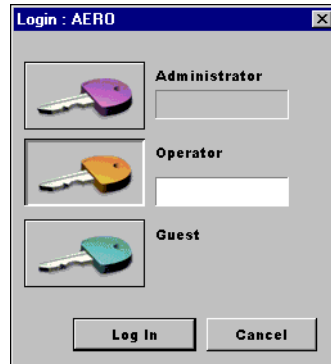 Login : AERO
Administrator
Operator
Guest
Log In
Cancel